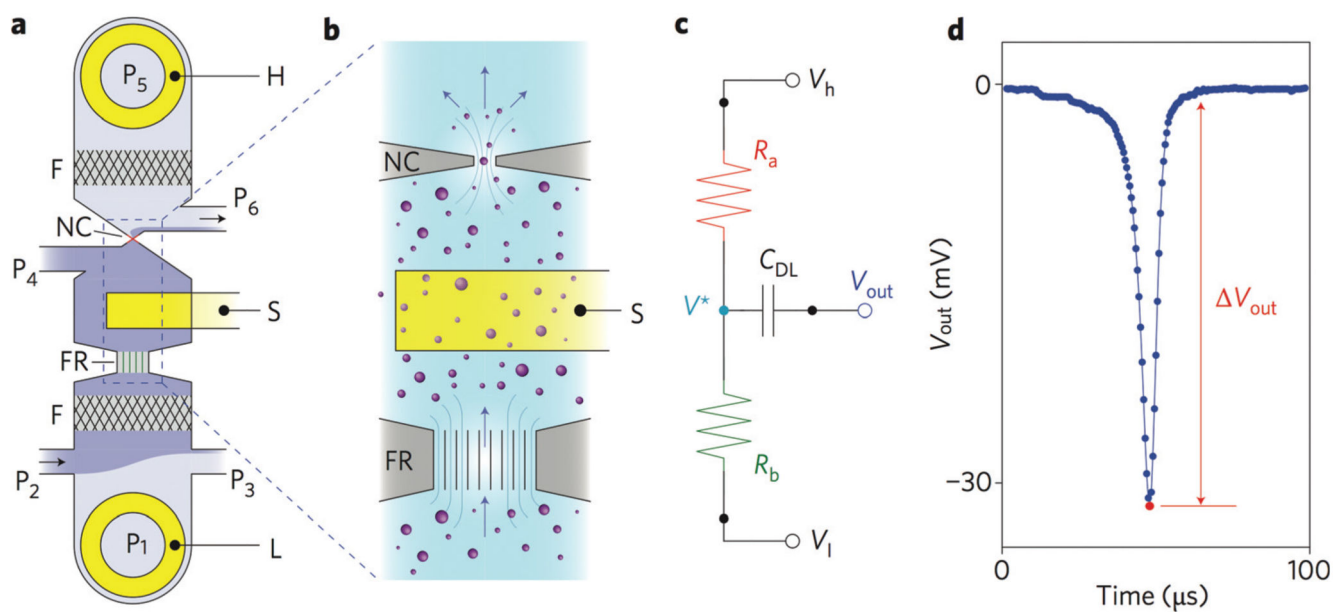 a
P5
H
F
NC
P6
P4
S
FR
F
P2
P3
P1
L
b
NC
S
FR
c
Vh
Ra
CDL
Vout
V*
Rb
Vl
d
0
Vout (mV)
ΔVout
−30
0
100
Time (μs)